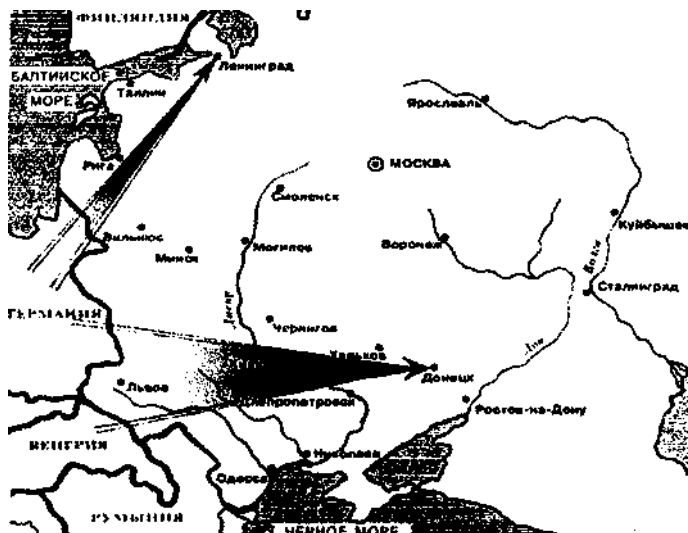 ФИНЛЯНДИЯ
Ленинград
БАЛТИЙСКОЕ
МОРЕ
Таллин
Ярославль
Рига
МОСКВА
Смоленск
Вильнюс
Минск
Могилев
Воронеж
Куйбышев
Волга
Сталинград
ГЕРМАНИЯ
Днепр
Чернигов
Харьков
Дон
Донецк
Львов
Днепропетровск
Ростов-на-Дону
ВЕНГРИЯ
Николаев
Одесса
РУМЫНИЯ
ЧЕРНОЕ МОРЕ